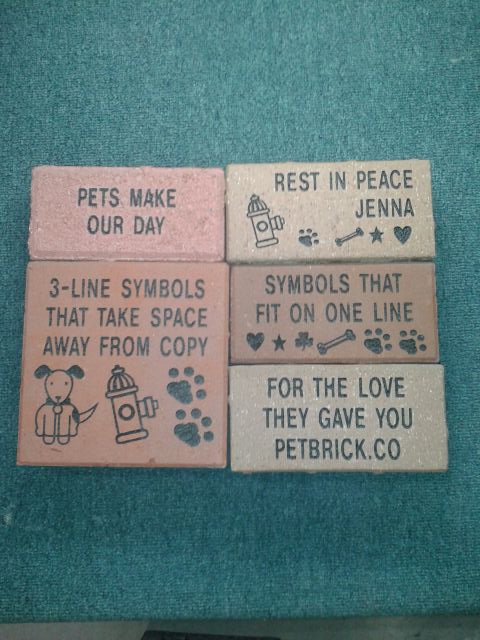 PETS MAKE
OUR DAY
REST IN PEACE
JENNA
3-LINE SYMBOLS
THAT TAKE SPACE
AWAY FROM COPY
SYMBOLS THAT
FIT ON ONE LINE
FOR THE LOVE
THEY GAVE YOU
PETBRICK.CO